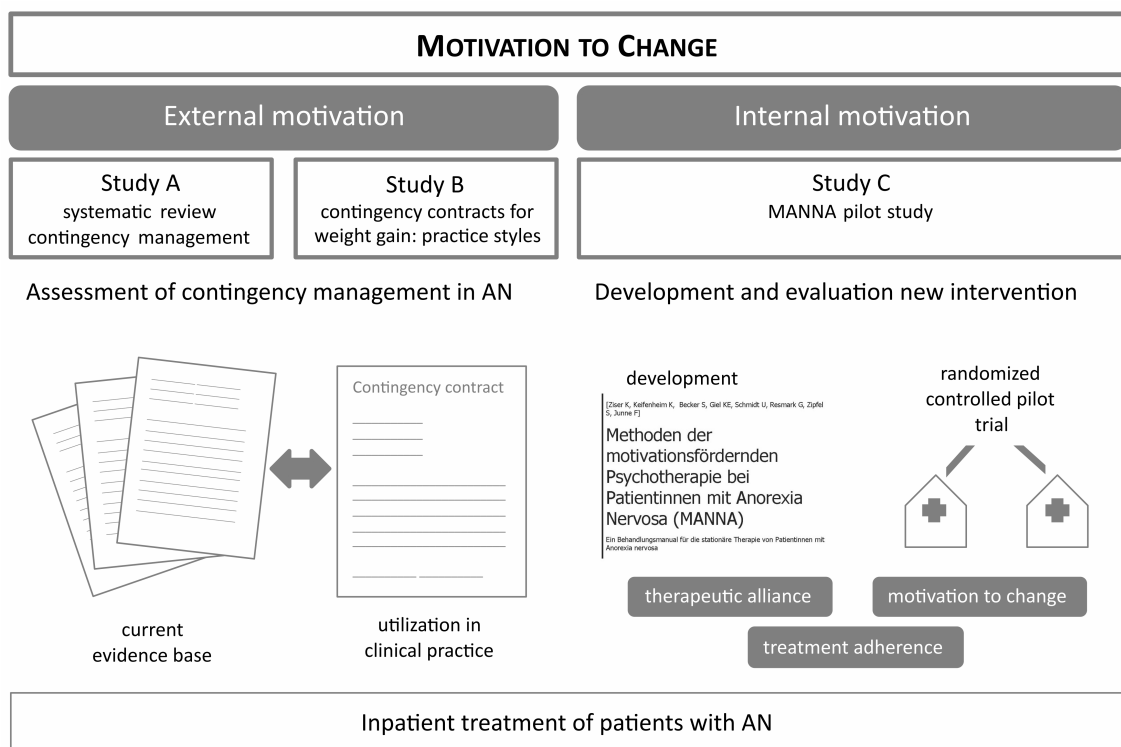 MOTIVATION TO CHANGE
External motivation
Internal motivation
Study A
systematic review
contingency management
Study B
contingency contracts for
weight gain: practice styles
Study C
MANNA pilot study
Assessment of contingency management in AN
Development and evaluation new intervention
Contingency contract
current
evidence base
utilization in
clinical practice
development
[Ziser K, Keifenheim K, Becker S, Giel KE, Schmidt U, Resmark G, Zipfel
S, Junne F]
Methoden der
motivationsfördernden
Psychotherapie bei
Patientinnen mit Anorexia
Nervosa (MANNA)
Ein Behandlungsmanual für die stationäre Therapie von Patientinnen mit
Anorexia nervosa
randomized
controlled pilot
trial
therapeutic alliance
motivation to change
treatment adherence
Inpatient treatment of patients with AN